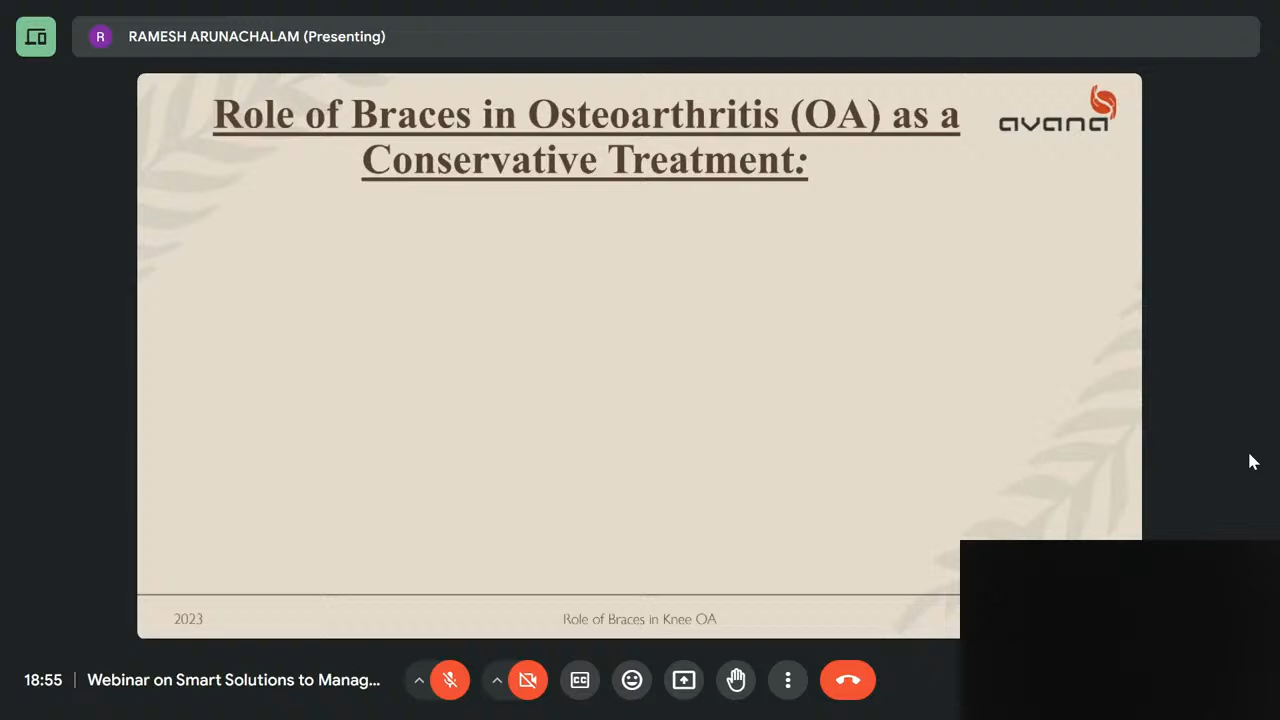 R RAMESH ARUNACHALAM (Presenting)
Role of Braces in Osteoarthritis (OA) as a
Conservative Treatment:
avana
2023
Role of Braces in Knee OA
18:55 | Webinar on Smart Solutions to Manag...
CC